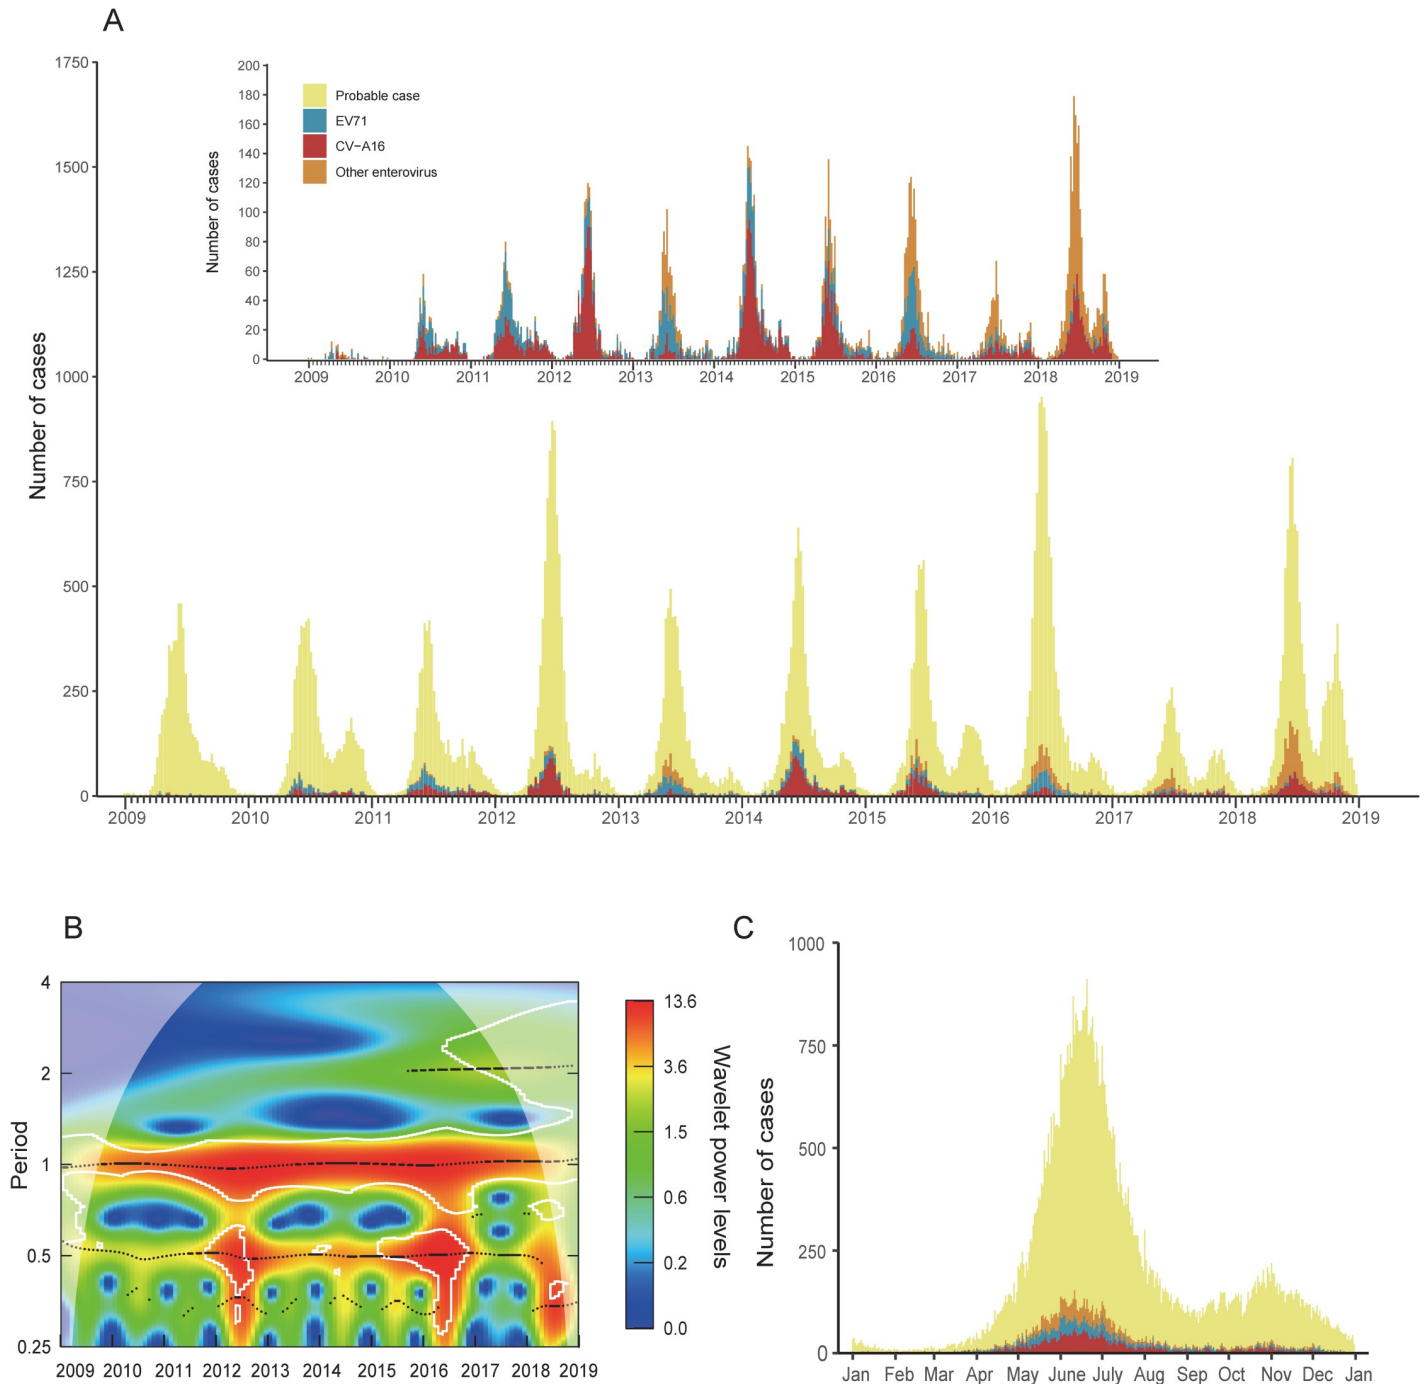 A
1750
1500
1250
1000
750
500
250
0
Number of cases
2009 2010 2011 2012 2013 2014 2015 2016 2017 2018 2019
200
180
160
140
120
100
80
60
40
20
0
Number of cases
Probable case
EV71
CV−A16
Other enterovirus
2009 2010 2011 2012 2013 2014 2015 2016 2017 2018 2019
B
4
2
1
0.5
0.25
Period
2009 2010 2011 2012 2013 2014 2015 2016 2017 2018 2019
13.6
3.6
1.5
0.6
0.2
0.0
Wavelet power levels
C
1000
750
500
250
0
Number of cases
Jan Feb Mar Apr May June July Aug Sep Oct Nov Dec Jan